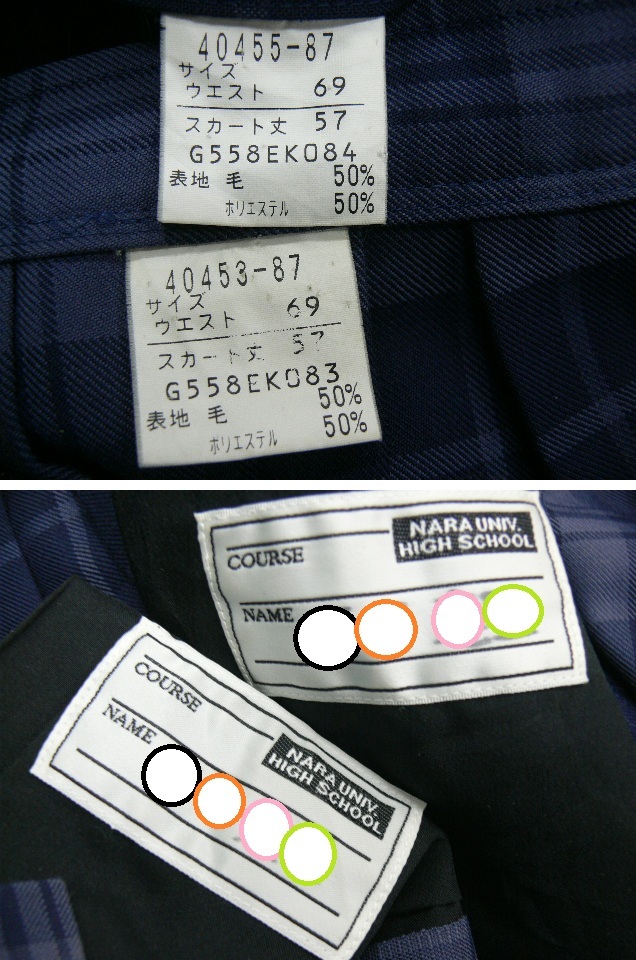 40455-87
サイズ
ウエスト 69
スカート丈 57
G558EK084
表地 毛 50%
ポリエステル 50%
40453-87
サイズ
ウエスト 69
スカート丈 57
G558EK083
表地 毛 50%
ポリエステル 50%
NARA UNIV.
HIGH SCHOOL
COURSE
NAME
COURSE
NAME
NARA UNIV.
HIGH SCHOOL